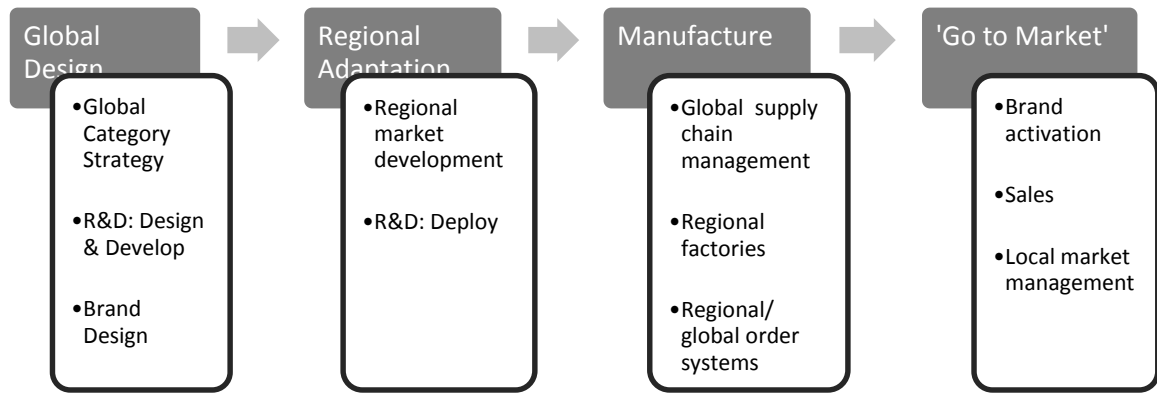 Global
Design
•Global
Category
Strategy
•R&D: Design
& Develop
•Brand
Design
Regional
Adaptation
•Regional
market
development
•R&D: Deploy
Manufacture
•Global supply
chain
management
•Regional
factories
•Regional/
global order
systems
'Go to Market'
•Brand
activation
•Sales
•Local market
management